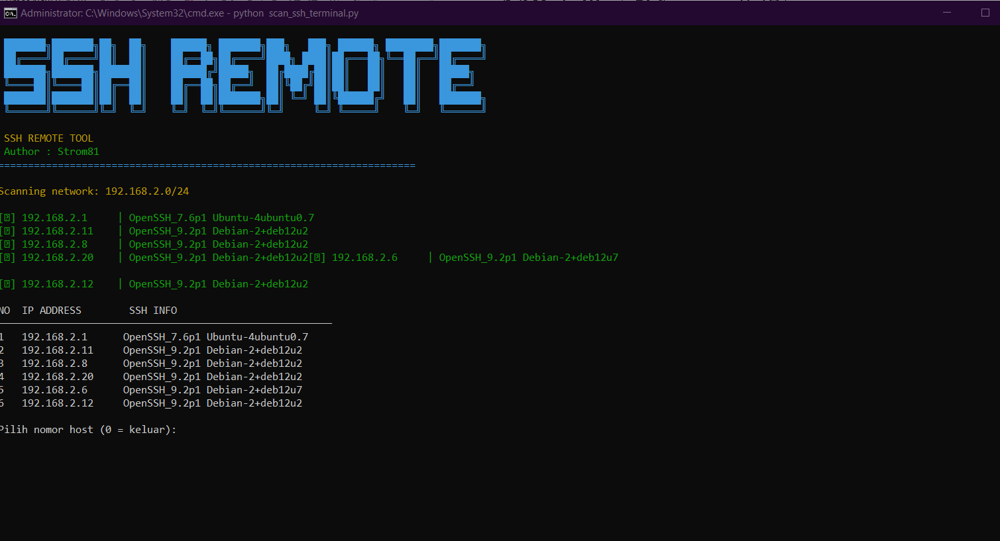 Administrator: C:\Windows\System32\cmd.exe - python  scan_ssh_terminal.py
SSH REMOTE
SSH REMOTE TOOL
Author : Strom81
======================================================================
Scanning network: 192.168.2.0/24
[⍰] 192.168.2.1     | OpenSSH_7.6p1 Ubuntu-4ubuntu0.7
[⍰] 192.168.2.11    | OpenSSH_9.2p1 Debian-2+deb12u2
[⍰] 192.168.2.8     | OpenSSH_9.2p1 Debian-2+deb12u2
[⍰] 192.168.2.20    | OpenSSH_9.2p1 Debian-2+deb12u2[⍰] 192.168.2.6     | OpenSSH_9.2p1 Debian-2+deb12u7
[⍰] 192.168.2.12    | OpenSSH_9.2p1 Debian-2+deb12u2
NO  IP ADDRESS        SSH INFO
1   192.168.2.1      OpenSSH_7.6p1 Ubuntu-4ubuntu0.7
2   192.168.2.11     OpenSSH_9.2p1 Debian-2+deb12u2
3   192.168.2.8      OpenSSH_9.2p1 Debian-2+deb12u2
4   192.168.2.20     OpenSSH_9.2p1 Debian-2+deb12u2
5   192.168.2.6      OpenSSH_9.2p1 Debian-2+deb12u7
6   192.168.2.12     OpenSSH_9.2p1 Debian-2+deb12u2
Pilih nomor host (0 = keluar):